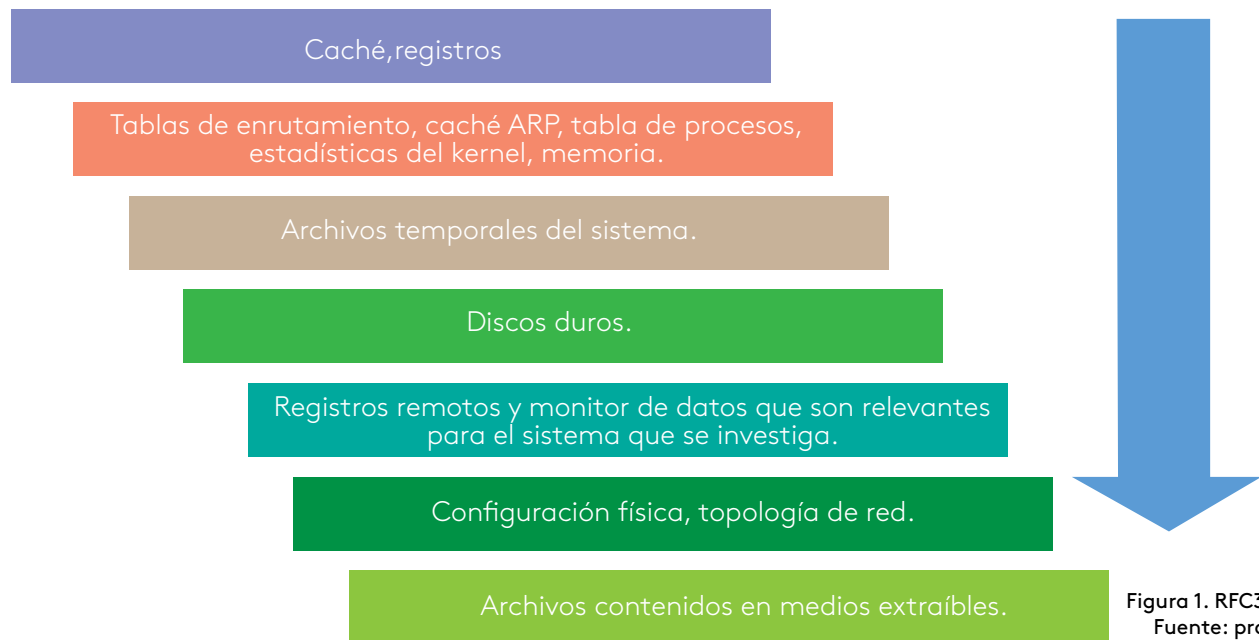 Caché,registros
Tablas de enrutamiento, caché ARP, tabla de procesos,
estadísticas del kernel, memoria.
Archivos temporales del sistema.
Discos duros.
Registros remotos y monitor de datos que son relevantes
para el sistema que se investiga.
Configuración física, topología de red.
Archivos contenidos en medios extraíbles.
Figura 1. RFC3
Fuente: pro